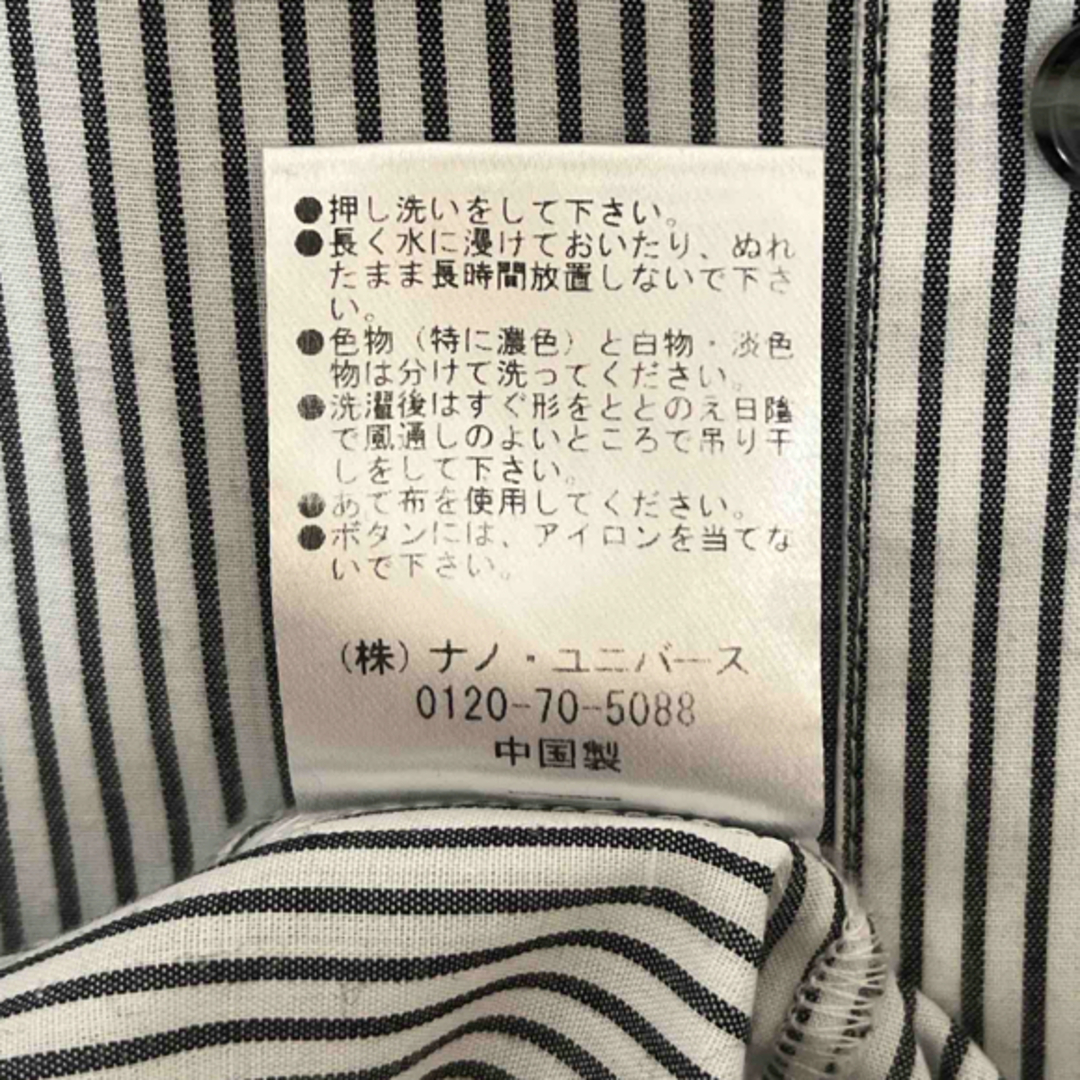 ●押し洗いをして下さい。
●長く水に浸けておいたり、ぬれ
たまま長時間放置しないで下さ
い。
●色物（特に濃色）と白物・淡色
物は分けて洗ってください。
●洗濯後はすぐ形をととのえ日陰
で風通しのよいところで吊り干
しをして下さい。
●あて布を使用してください。
●ボタンには、アイロンを当てな
いで下さい。
（株）ナノ・ユニバース
0120-70-5088
中国製